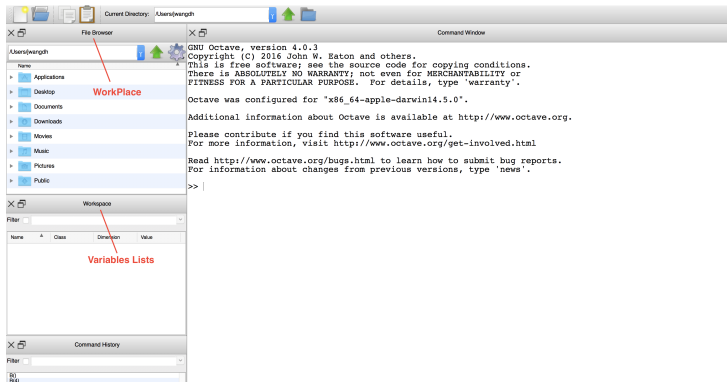 Current Directory: /Users/wangdh
File Browser
/Users/wangdh
Name
Applications
Desktop
Documents
Downloads
Movies
Music
Pictures
Public
WorkPlace
Workspace
Filter
Name Class Dimension Value
Variables Lists
Command History
Filter
Command Window
GNU Octave, version 4.0.3
Copyright (C) 2016 John W. Eaton and others.
This is free software; see the source code for copying conditions.
There is ABSOLUTELY NO WARRANTY; not even for MERCHANTABILITY or
FITNESS FOR A PARTICULAR PURPOSE.  For details, type 'warranty'.
Octave was configured for "x86_64-apple-darwin14.5.0".
Additional information about Octave is available at http://www.octave.org.
Please contribute if you find this software useful.
For more information, visit http://www.octave.org/get-involved.html
Read http://www.octave.org/bugs.html to learn how to submit bug reports.
For information about changes from previous versions, type 'news'.
>>